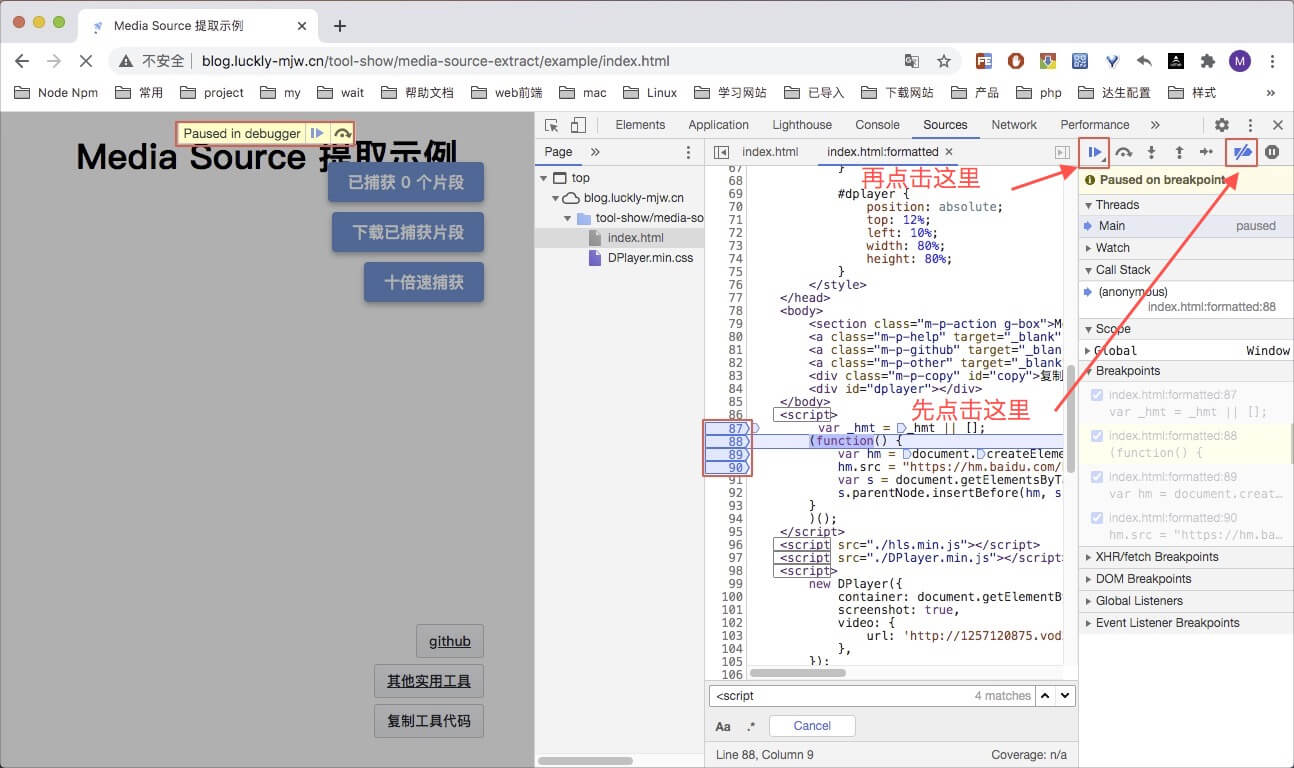 Media Source 提取示例
不安全 | blog.luckly-mjw.cn/tool-show/media-source-extract/example/index.html
M
Node Npm 常用 project my wait 帮助文档 web前端 mac Linux 学习网站 已导入 下载网站 产品 php 达生配置 样式 »
Paused in debugger
Media Source 提取示例
已捕获 0 个片段
下载已捕获片段
十倍速捕获
github
其他实用工具
复制工具代码
Elements Application Lighthouse Console Sources Network Performance »
Page »
top
blog.luckly-mjw.cn
tool-show/media-so
index.html
DPlayer.min.css
index.html index.html:formatted
67 }
68
69 #dplayer {
70 position: absolute;
71 top: 12%;
72 left: 10%;
73 width: 80%;
74 height: 80%;
75 }
76 </style>
77 </head>
78 <body>
79 <section class="m-p-action g-box">M
80 <a class="m-p-help" target="_blank"
81 <a class="m-p-github" target="_blan
82 <a class="m-p-other" target="_blank
83 <div class="m-p-copy" id="copy">复制
84 <div id="dplayer"></div>
85 </body>
86 <script>
87 var _hmt = _hmt || [];
88 (function() {
89 var hm = document.createEleme
90 hm.src = "https://hm.baidu.com/
91 var s = document.getElementsByTa
92 s.parentNode.insertBefore(hm, s
93 }
94 )();
95 </script>
96 <script src="./hls.min.js"></script>
97 <script src="./DPlayer.min.js"></script>
98 <script>
99 new DPlayer({
100 container: document.getElementB
101 screenshot: true,
102 video: {
103 url: 'http://1257120875.vod
104 },
105 });
106
再点击这里
先点击这里
<script 4 matches
Aa .* Cancel
Line 88, Column 9 Coverage: n/a
Paused on breakpoint
Threads
Main paused
Watch
Call Stack
(anonymous)
index.html:formatted:88
Scope
Global Window
Breakpoints
index.html:formatted:87
var _hmt = _hmt || [];
index.html:formatted:88
(function() {
index.html:formatted:89
var hm = document.creat…
index.html:formatted:90
hm.src = "https://hm.ba…
XHR/fetch Breakpoints
DOM Breakpoints
Global Listeners
Event Listener Breakpoints